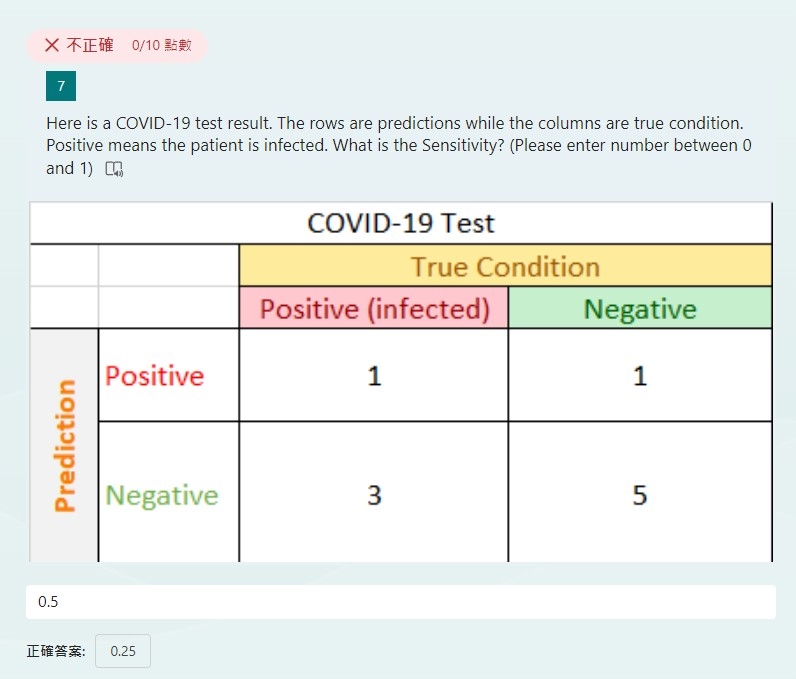 不正確 0/10 點數
7
Here is a COVID-19 test result. The rows are predictions while the columns are true condition.
Positive means the patient is infected. What is the Sensitivity? (Please enter number between 0
and 1)
COVID-19 Test
True Condition
Positive (infected) Negative
Prediction
Positive 1 1
Negative 3 5
0.5
正確答案: 0.25